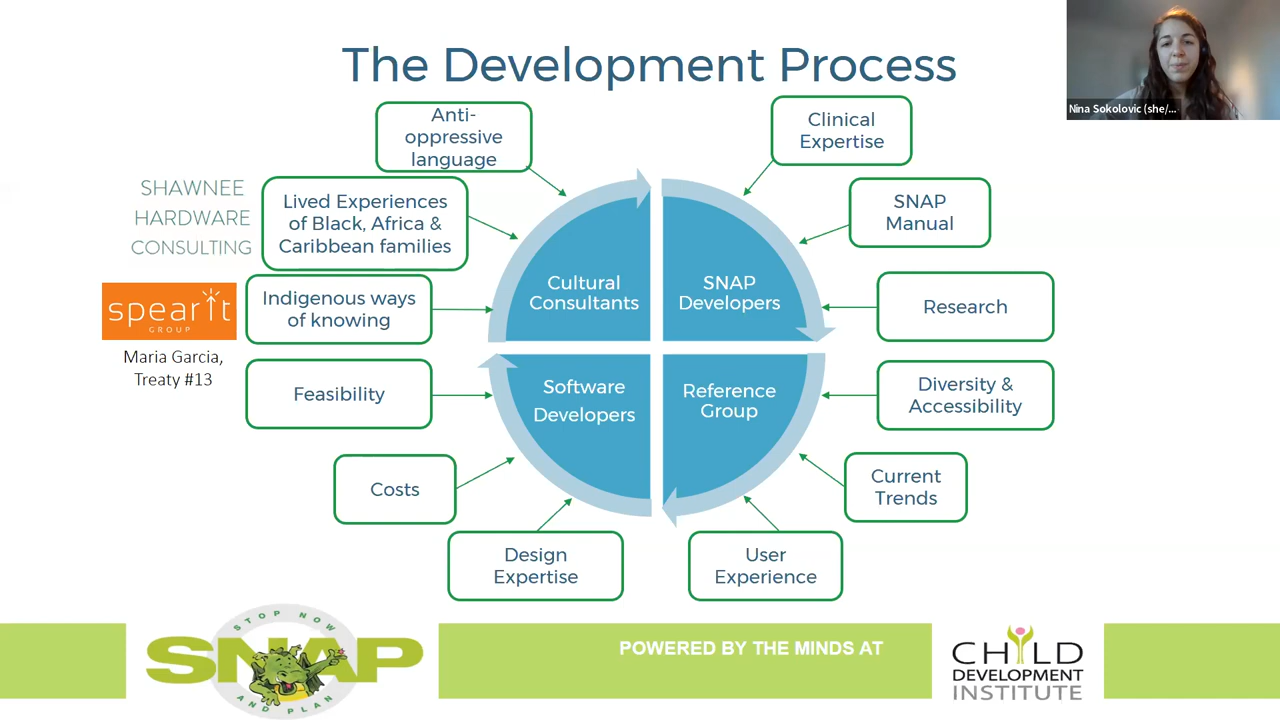 The Development Process
Nina Sokolovic (she/...
Anti-
oppressive
language
Clinical
Expertise
SHAWNEE
HARDWARE
CONSULTING
Lived Experiences
of Black, Africa &
Caribbean families
SNAP
Manual
Cultural
Consultants
SNAP
Developers
spearit
GROUP
Indigenous ways
of knowing
Research
Maria Garcia,
Treaty #13
Feasibility
Software
Developers
Reference
Group
Diversity &
Accessibility
Costs
Current
Trends
Design
Expertise
User
Experience
STOP NOW
SNAP
AND PLAN
POWERED BY THE MINDS AT
CHILD
DEVELOPMENT
INSTITUTE